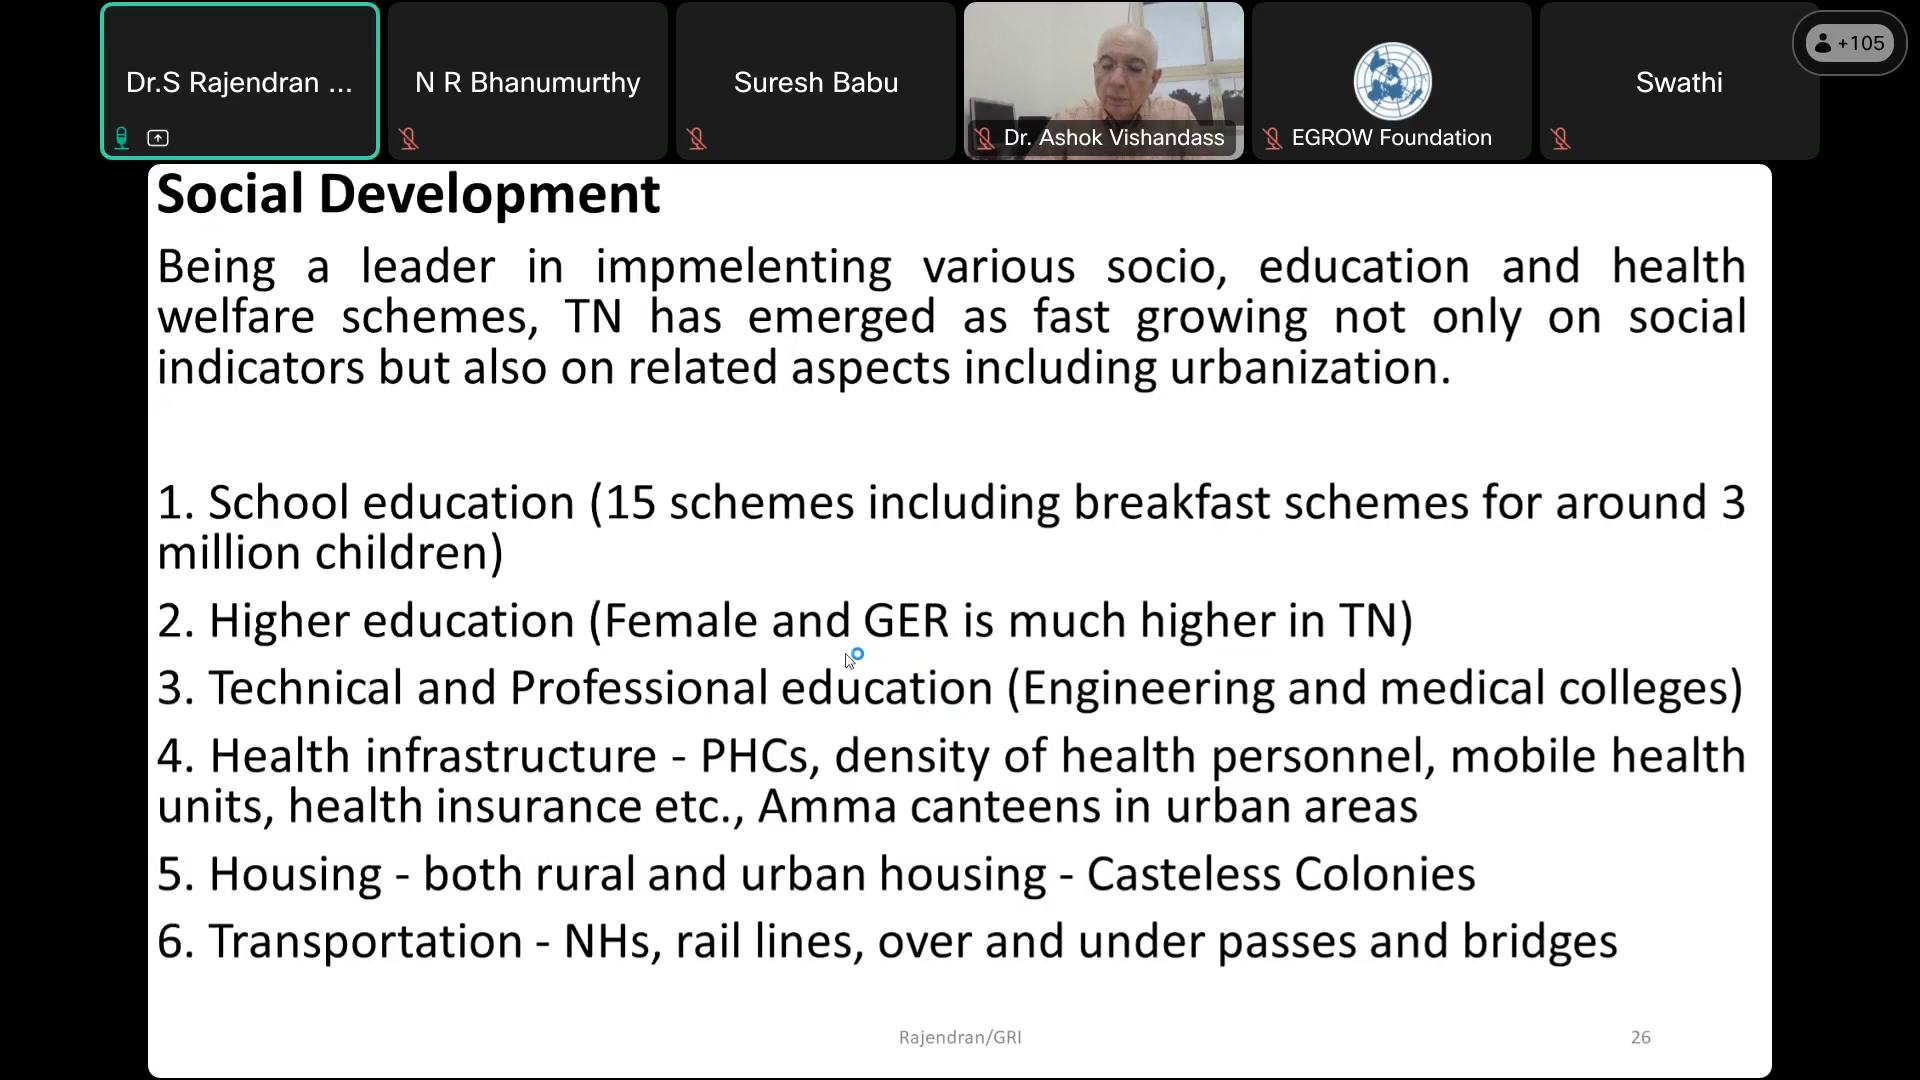 Dr.S Rajendran ...
N R Bhanumurthy
Suresh Babu
Dr. Ashok Vishandass
EGROW Foundation
Swathi
+105
Social Development
Being a leader in impmelenting various socio, education and health
welfare schemes, TN has emerged as fast growing not only on social
indicators but also on related aspects including urbanization.
1. School education (15 schemes including breakfast schemes for around 3
million children)
2. Higher education (Female and GER is much higher in TN)
3. Technical and Professional education (Engineering and medical colleges)
4. Health infrastructure - PHCs, density of health personnel, mobile health
units, health insurance etc., Amma canteens in urban areas
5. Housing - both rural and urban housing - Casteless Colonies
6. Transportation - NHs, rail lines, over and under passes and bridges
Rajendran/GRI
26